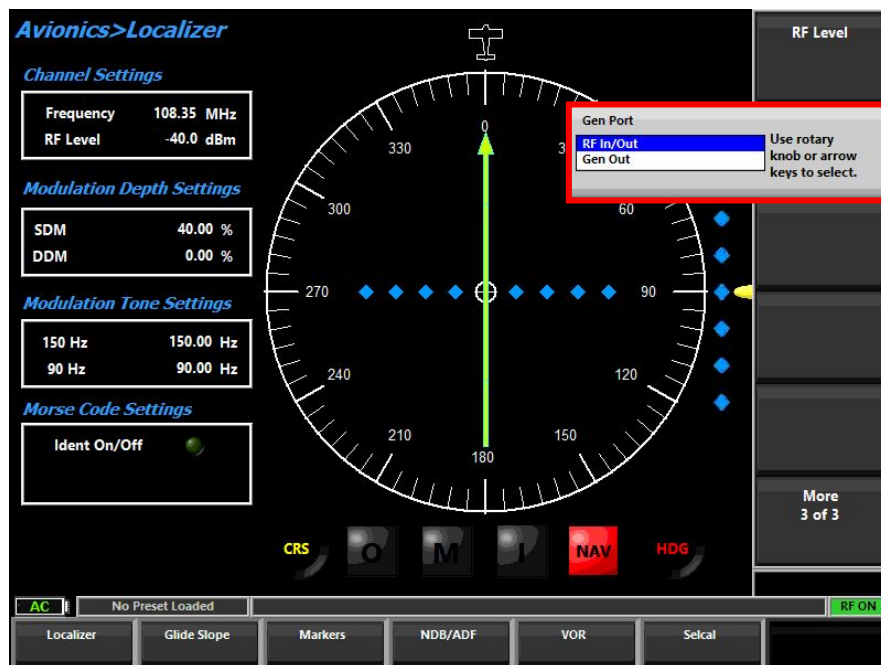 Avionics>Localizer
RF Level
Channel Settings
Frequency 108.35 MHz
RF Level -40.0 dBm
Gen Port
RF In/Out
Gen Out
Use rotary
knob or arrow
keys to select.
Modulation Depth Settings
SDM 40.00 %
DDM 0.00 %
Modulation Tone Settings
150 Hz 150.00 Hz
90 Hz 90.00 Hz
Morse Code Settings
Ident On/Off
0
330
3
300
60
270
90
240
120
210
150
180
More
3 of 3
CRS
O
M
I
NAV
HDG
AC
No Preset Loaded
RF ON
Localizer
Glide Slope
Markers
NDB/ADF
VOR
Selcal